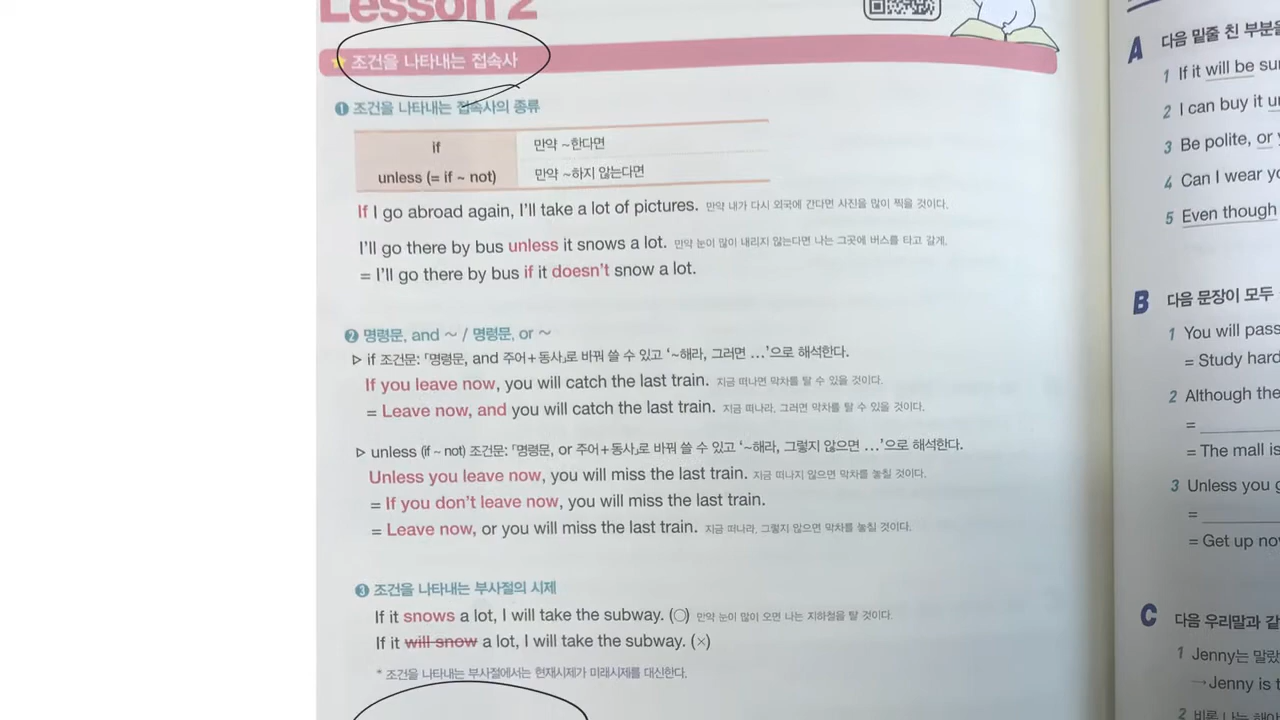 Lesson 2
조건을 나타내는 접속사
❶ 조건을 나타내는 접속사의 종류
if 만약 ~한다면
unless (= if ~ not) 만약 ~하지 않는다면
If I go abroad again, I'll take a lot of pictures. 만약 내가 다시 외국에 간다면 사진을 많이 찍을 것이다.
I'll go there by bus unless it snows a lot. 만약 눈이 많이 내리지 않는다면 나는 그곳에 버스를 타고 갈게.
= I'll go there by bus if it doesn't snow a lot.
❷ 명령문, and ~ / 명령문, or ~
▷ if 조건문: 「명령문, and 주어+동사」로 바꿔 쓸 수 있고 '~해라, 그러면 …'으로 해석한다.
If you leave now, you will catch the last train. 지금 떠나면 막차를 탈 수 있을 것이다.
= Leave now, and you will catch the last train. 지금 떠나라, 그러면 막차를 탈 수 있을 것이다.
▷ unless (if ~ not) 조건문: 「명령문, or 주어+동사」로 바꿔 쓸 수 있고 '~해라, 그렇지 않으면 …'으로 해석한다.
Unless you leave now, you will miss the last train. 지금 떠나지 않으면 막차를 놓칠 것이다.
= If you don't leave now, you will miss the last train.
= Leave now, or you will miss the last train. 지금 떠나라, 그렇지 않으면 막차를 놓칠 것이다.
❸ 조건을 나타내는 부사절의 시제
If it snows a lot, I will take the subway. (○) 만약 눈이 많이 오면 나는 지하철을 탈 것이다.
If it will snow a lot, I will take the subway. (×)
* 조건을 나타내는 부사절에서는 현재시제가 미래시제를 대신한다.
A 다음 밑줄 친 부분을
1 If it will be
2 I can buy it
3 Be polite, or
4 Can I wear
5 Even though
B 다음 문장이 모두
1 You will pass
= Study hard
2 Although the
=
= The mall is
3 Unless you
=
= Get up
C 다음 우리말과 같
1 Jenny는 말랐
→ Jenny is
2 비록 나는